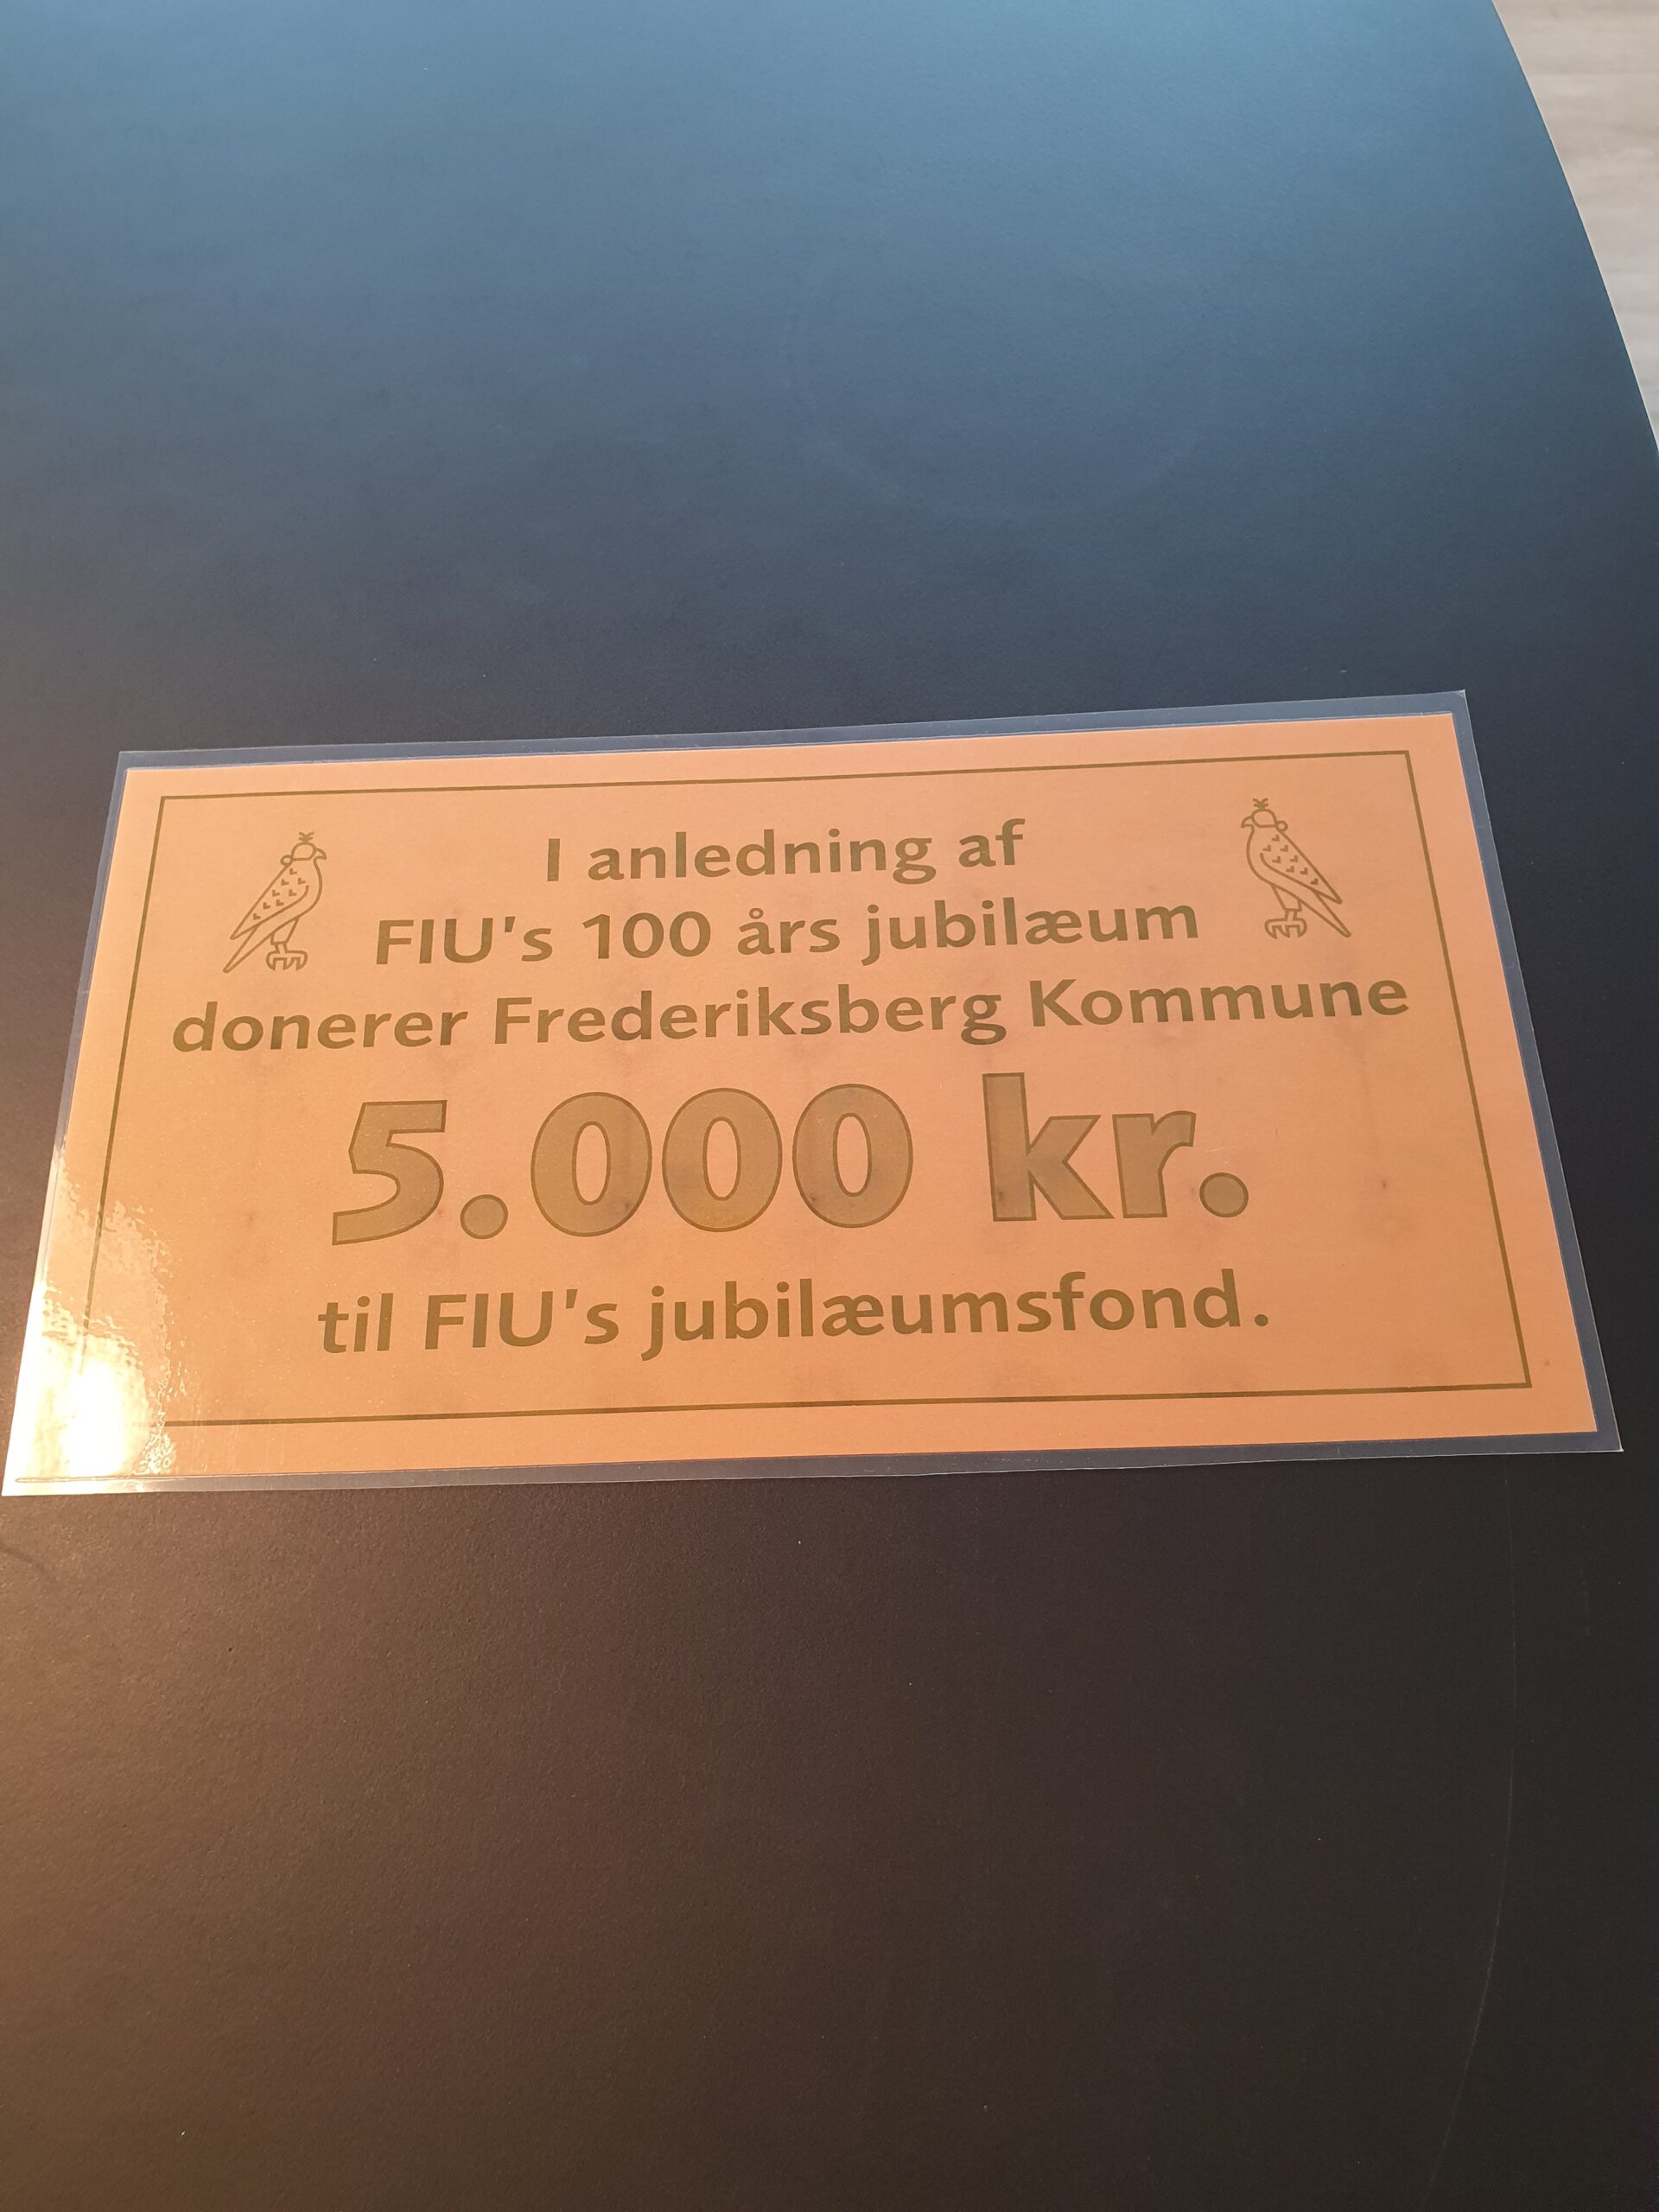 I anledning af
FIU's 100 års jubilæum
donerer Frederiksberg Kommune
5.000 kr.
til FIU's jubilæumsfond.